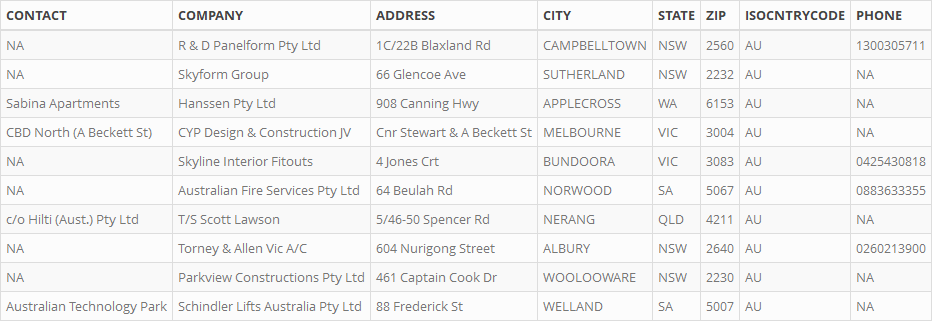 CONTACT COMPANY ADDRESS CITY STATE ZIP ISOCNTRYCODE PHONE
NA R & D Panelform Pty Ltd 1C/22B Blaxland Rd CAMPBELLTOWN NSW 2560 AU 1300305711
NA Skyform Group 66 Glencoe Ave SUTHERLAND NSW 2232 AU NA
Sabina Apartments Hanssen Pty Ltd 908 Canning Hwy APPLECROSS WA 6153 AU NA
CBD North (A Beckett St) CYP Design & Construction JV Cnr Stewart & A Beckett St MELBOURNE VIC 3004 AU NA
NA Skyline Interior Fitouts 4 Jones Crt BUNDOORA VIC 3083 AU 0425430818
NA Australian Fire Services Pty Ltd 64 Beulah Rd NORWOOD SA 5067 AU 0883633355
c/o Hilti (Aust.) Pty Ltd T/S Scott Lawson 5/46-50 Spencer Rd NERANG QLD 4211 AU NA
NA Torney & Allen Vic A/C 604 Nurigong Street ALBURY NSW 2640 AU 0260213900
NA Parkview Constructions Pty Ltd 461 Captain Cook Dr WOOLOOWARE NSW 2230 AU NA
Australian Technology Park Schindler Lifts Australia Pty Ltd 88 Frederick St WELLAND SA 5007 AU NA